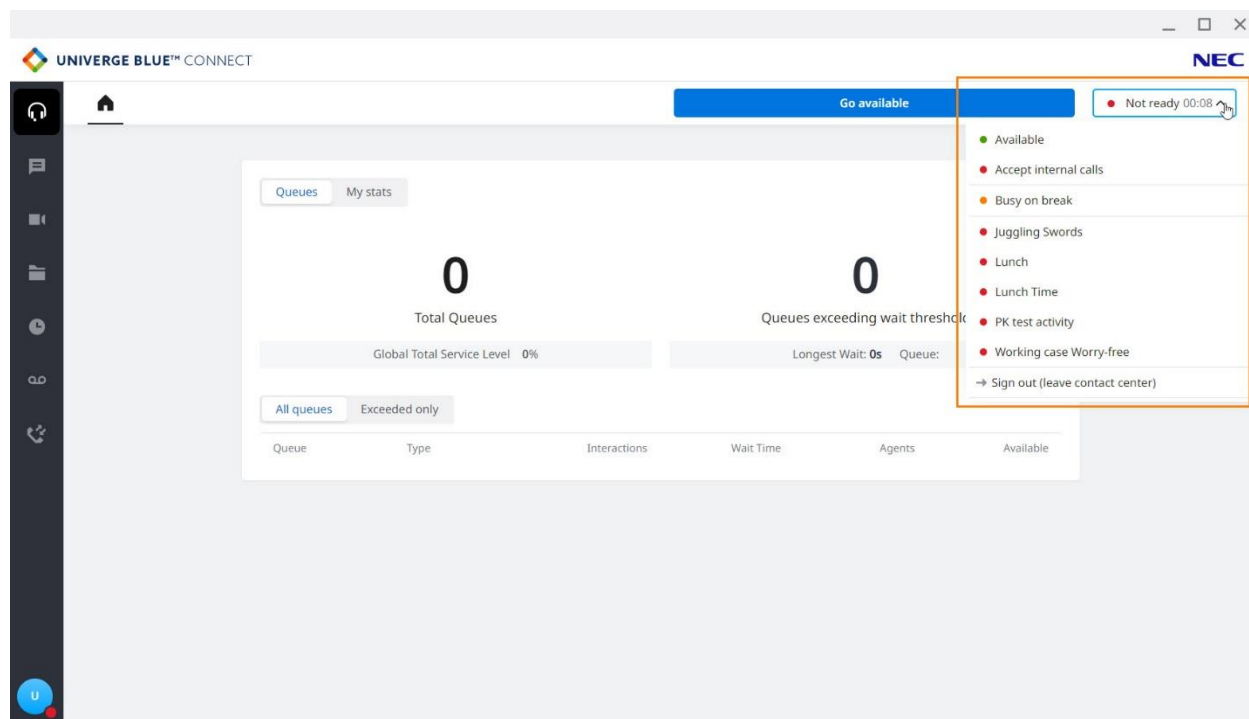 UNIVERGE BLUE™ CONNECT
NEC
Go available
Not ready 00:08
Available
Accept internal calls
Busy on break
Juggling Swords
Lunch
Lunch Time
PK test activity
Working case Worry-free
Sign out (leave contact center)
Queues My stats
0
Total Queues
Global Total Service Level 0%
0
Queues exceeding wait threshold
Longest Wait: 0s Queue:
All queues Exceeded only
Queue Type Interactions Wait Time Agents Available
U